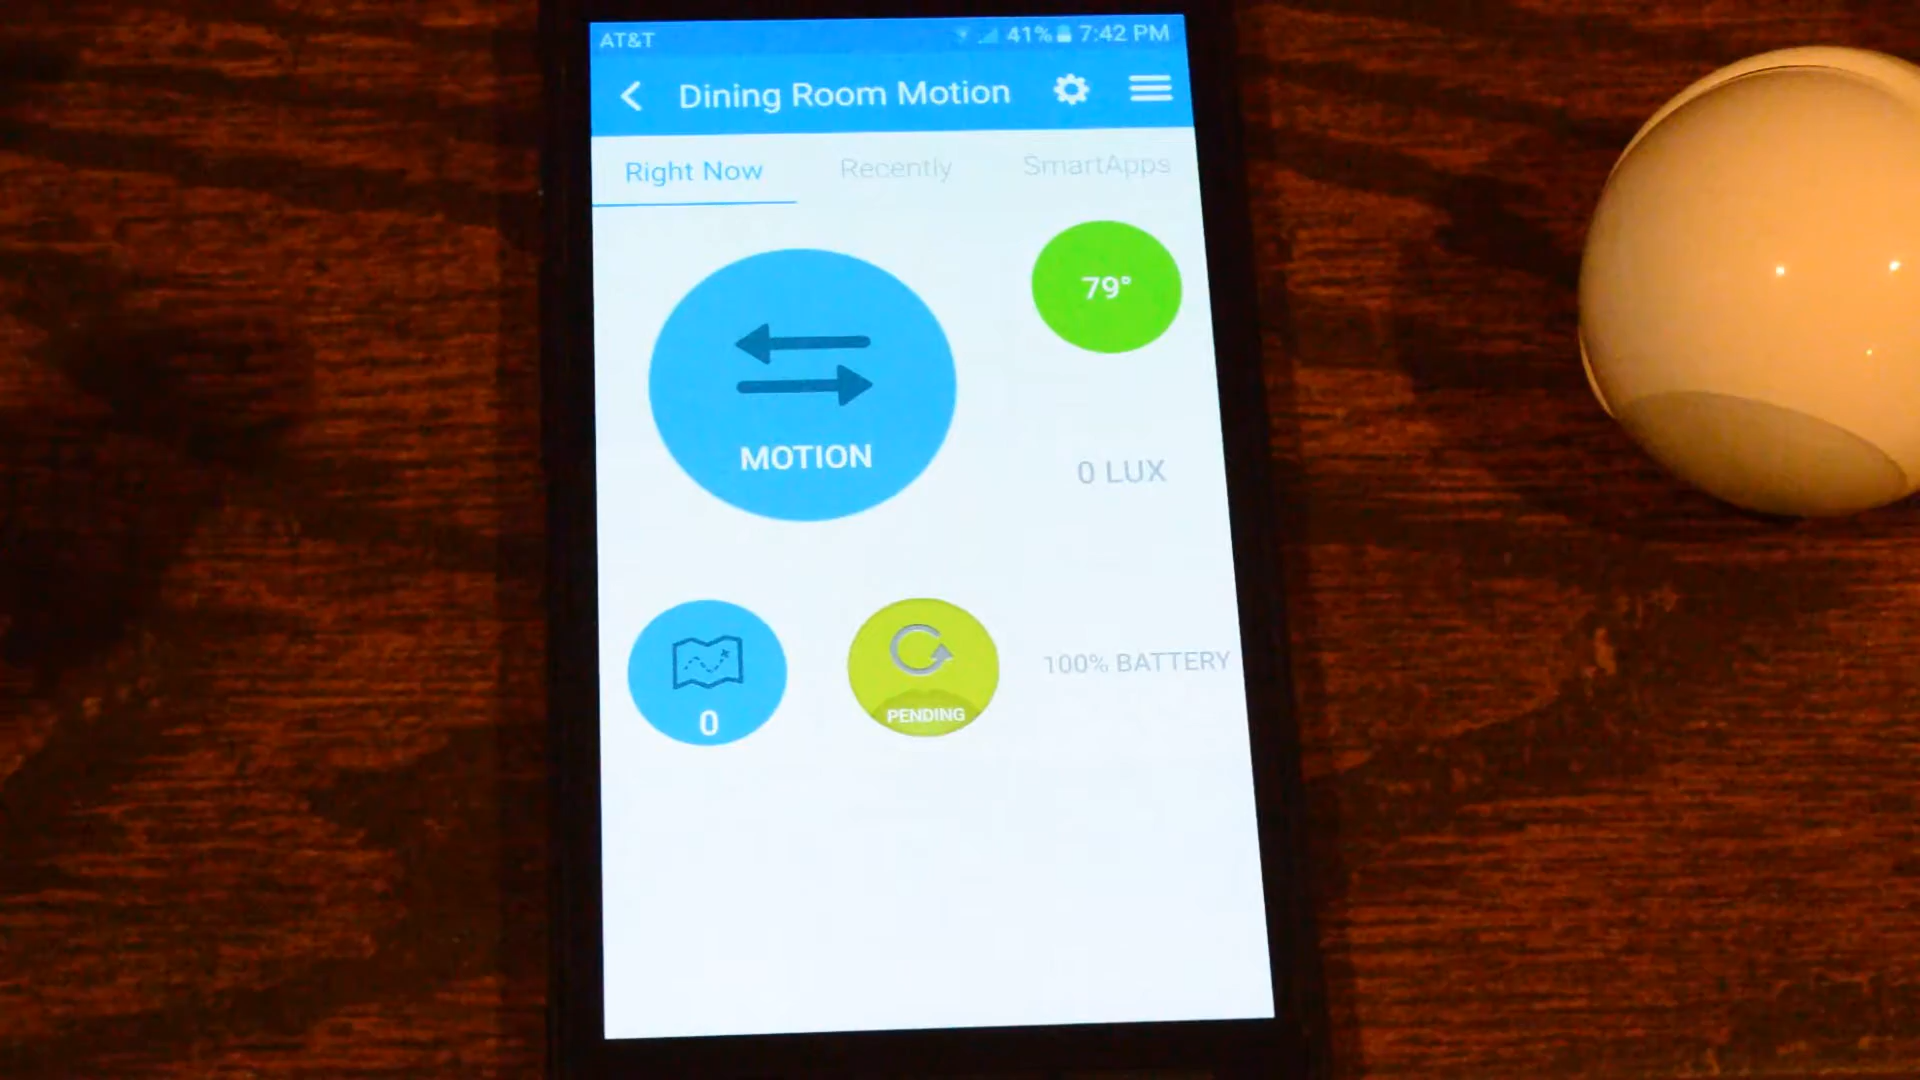 AT&T 41% 7:42 PM
Dining Room Motion
Right Now Recently SmartApps
79°
MOTION
0 LUX
0
PENDING
100% BATTERY